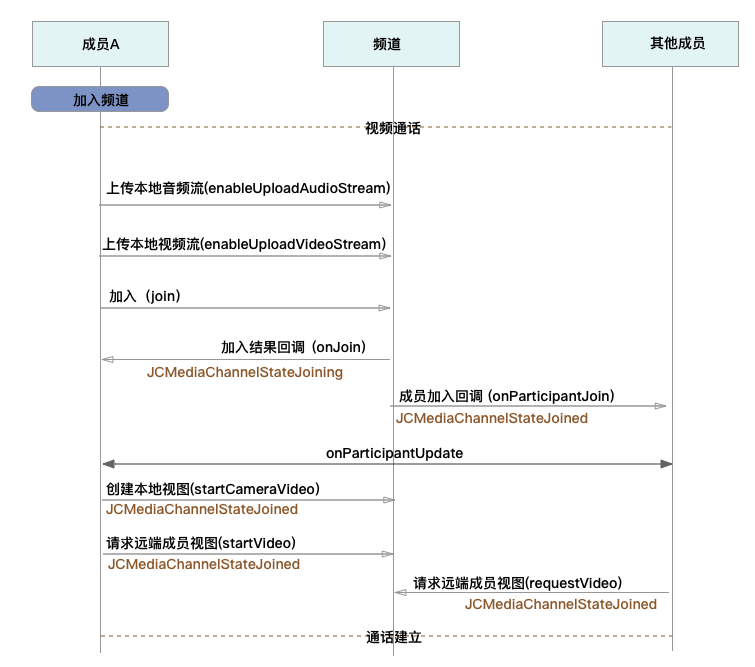 成员A
频道
其他成员
加入频道
视频通话
上传本地音频流(enableUploadAudioStream)
上传本地视频流(enableUploadVideoStream)
加入（join）
加入结果回调（onJoin）
JCMediaChannelStateJoining
成员加入回调 (onParticipantJoin)
JCMediaChannelStateJoined
onParticipantUpdate
创建本地视图(startCameraVideo)
JCMediaChannelStateJoined
请求远端成员视图(startVideo)
JCMediaChannelStateJoined
请求远端成员视图(requestVideo)
JCMediaChannelStateJoined
通话建立